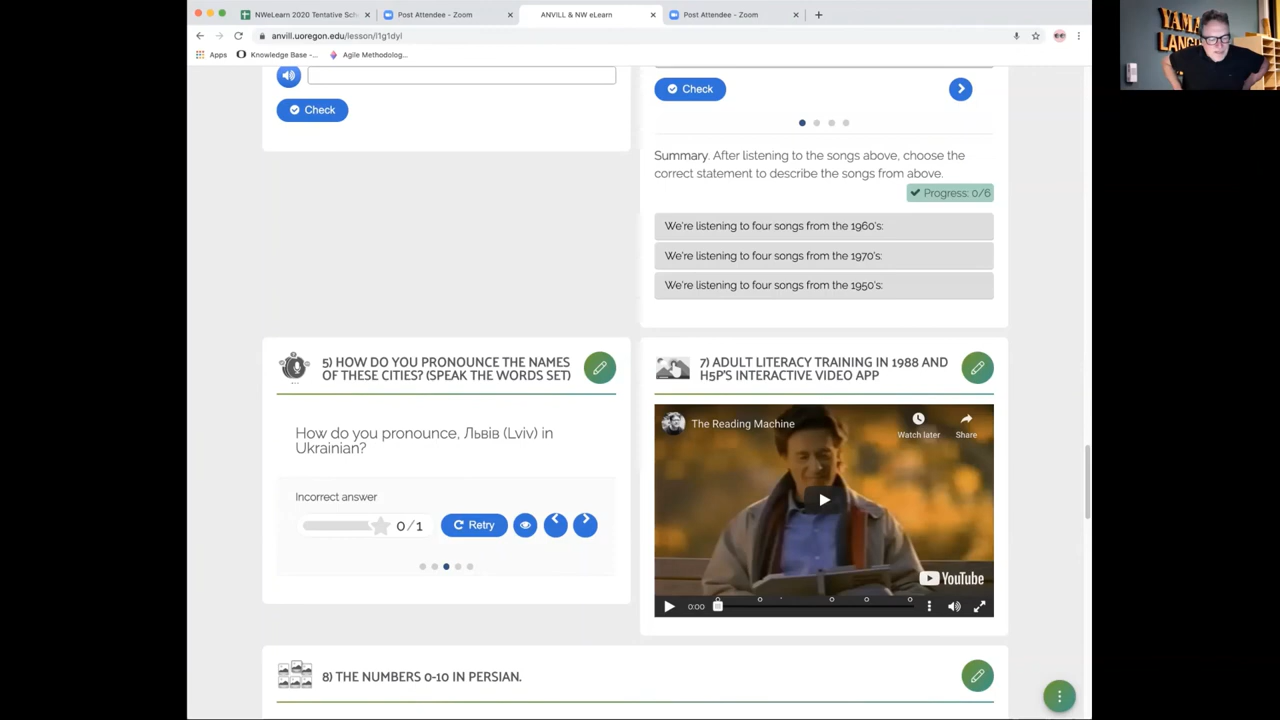 NWeLearn 2020 Tentative Sch
Post Attendee - Zoom
ANVILL & NW eLearn
Post Attendee - Zoom
anvill.uoregon.edu/lesson/i1g1dyl
Apps
Knowledge Base -...
Agile Methodolog...
YAMA
LANG
Check
Check
Summary. After listening to the songs above, choose the
correct statement to describe the songs from above.
Progress: 0/6
We're listening to four songs from the 1960's:
We're listening to four songs from the 1970's:
We're listening to four songs from the 1950's:
5) HOW DO YOU PRONOUNCE THE NAMES
OF THESE CITIES? (SPEAK THE WORDS SET)
How do you pronounce, Львів (Lviv) in
Ukrainian?
Incorrect answer
0/1
Retry
7) ADULT LITERACY TRAINING IN 1988 AND
H5P'S INTERACTIVE VIDEO APP
The Reading Machine
Watch later
Share
YouTube
0:00
8) THE NUMBERS 0-10 IN PERSIAN.